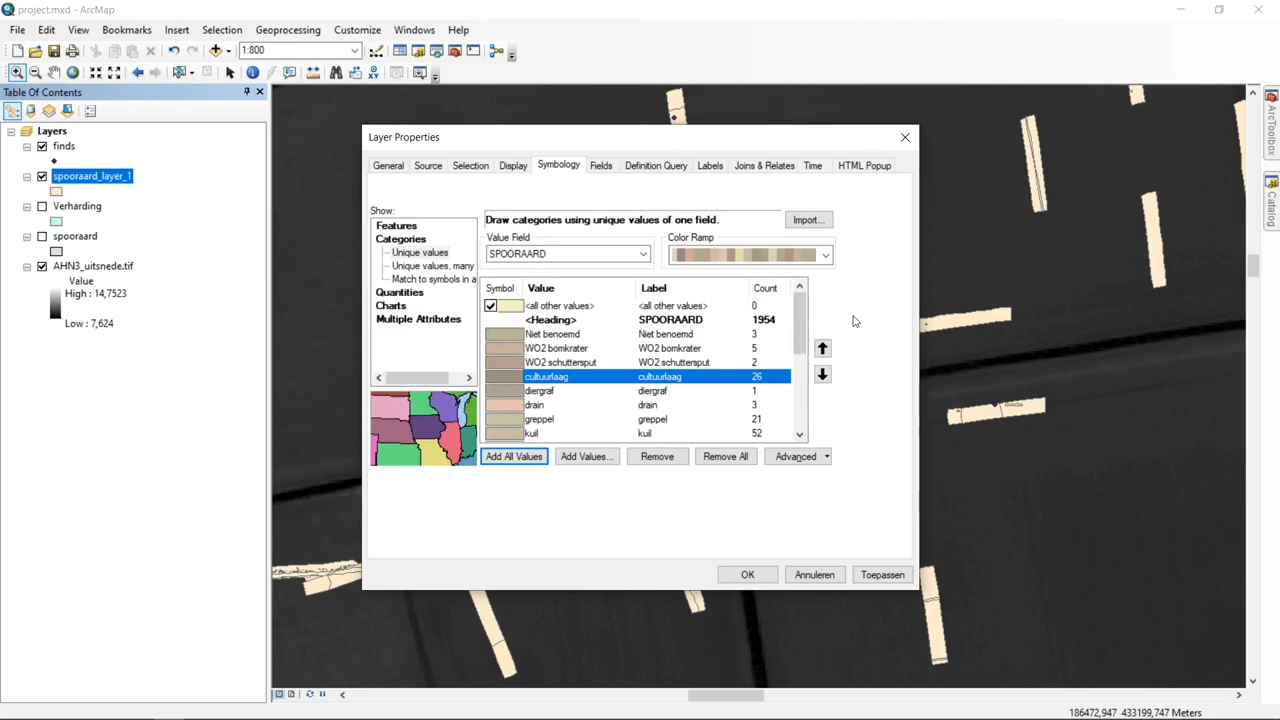 project.mxd - ArcMap
File Edit View Bookmarks Insert Selection Geoprocessing Customize Windows Help
1:800
Table Of Contents
Layers
finds
spooraard_layer_1
Verharding
spooraard
AHN3_uitsnede.tif
Value
High : 14,7523
Low : 7,624
Layer Properties
General Source Selection Display Symbology Fields Definition Query Labels Joins & Relates Time HTML Popup
Show:
Features
Categories
Unique values
Unique values, many
Match to symbols in a
Quantities
Charts
Multiple Attributes
Draw categories using unique values of one field.
Import...
Value Field
SPOORAARD
Color Ramp
Symbol Value Label Count
<all other values> <all other values> 0
<Heading> SPOORAARD 1954
Niet benoemd Niet benoemd 3
WO2 bomkrater WO2 bomkrater 5
WO2 schuttersput WO2 schuttersput 2
cultuurlaag cultuurlaag 26
diergraf diergraf 1
drain drain 3
greppel greppel 21
kuil kuil 52
Add All Values Add Values... Remove Remove All Advanced
OK Annuleren Toepassen
ArcToolbox
Catalog
186472,947 433199,747 Meters